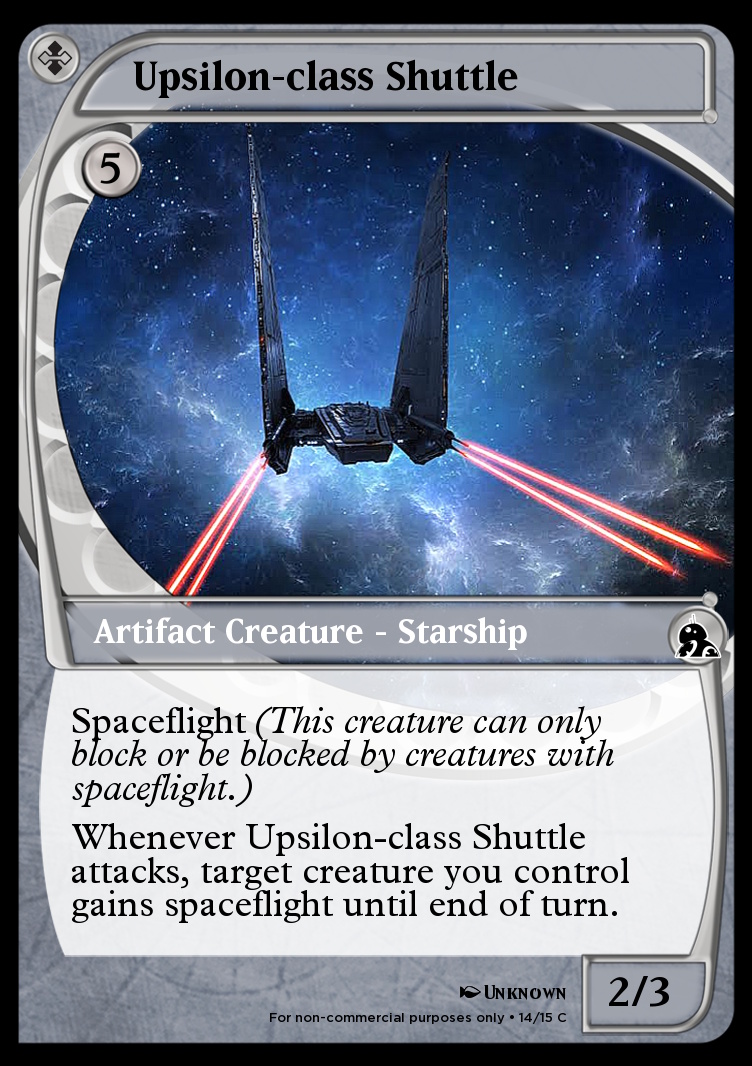 Upsilon-class Shuttle
5
Artifact Creature - Starship
Spaceflight (This creature can only
block or be blocked by creatures with
spaceflight.)
Whenever Upsilon-class Shuttle
attacks, target creature you control
gains spaceflight until end of turn.
Unknown
2/3
For non-commercial purposes only • 14/15 C